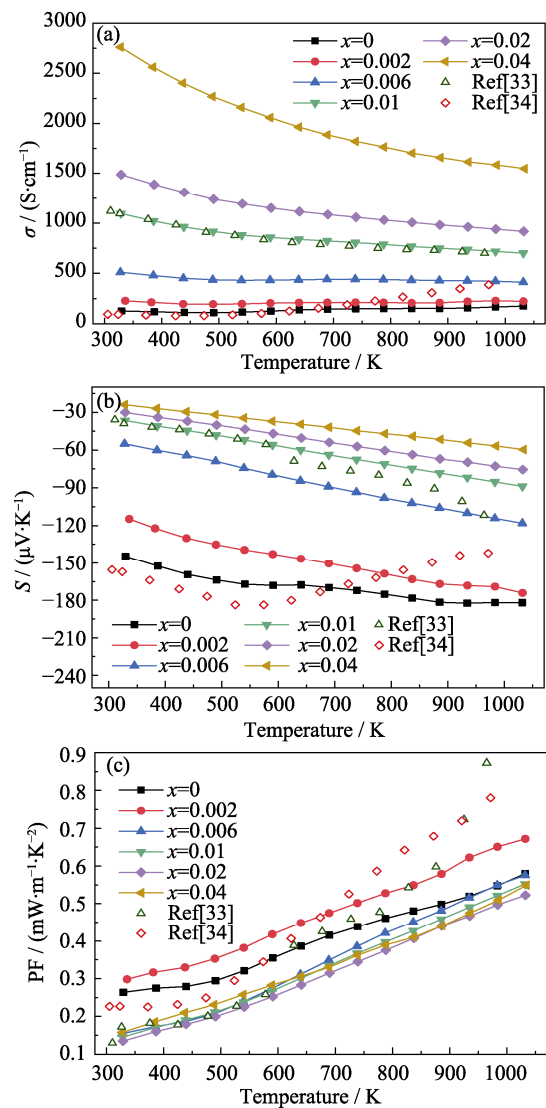 (a)
x=0 x=0.02
x=0.002 x=0.04
x=0.006 Ref[33]
x=0.01 Ref[34]
3000
2500
2000
1500
1000
500
0
σ / (S·cm⁻¹)
300 400 500 600 700 800 900 1000
Temperature / K
(b)
−30
−60
−90
−120
−150
−180
−210
−240
S / (μV·K⁻¹)
x=0 x=0.01 Ref[33]
x=0.002 x=0.02 Ref[34]
x=0.006 x=0.04
300 400 500 600 700 800 900 1000
Temperature / K
(c)
x=0
x=0.002
x=0.006
x=0.01
x=0.02
x=0.04
Ref[33]
Ref[34]
0.9
0.8
0.7
0.6
0.5
0.4
0.3
0.2
0.1
PF / (mW·m⁻¹·K⁻²)
300 400 500 600 700 800 900 1000
Temperature / K